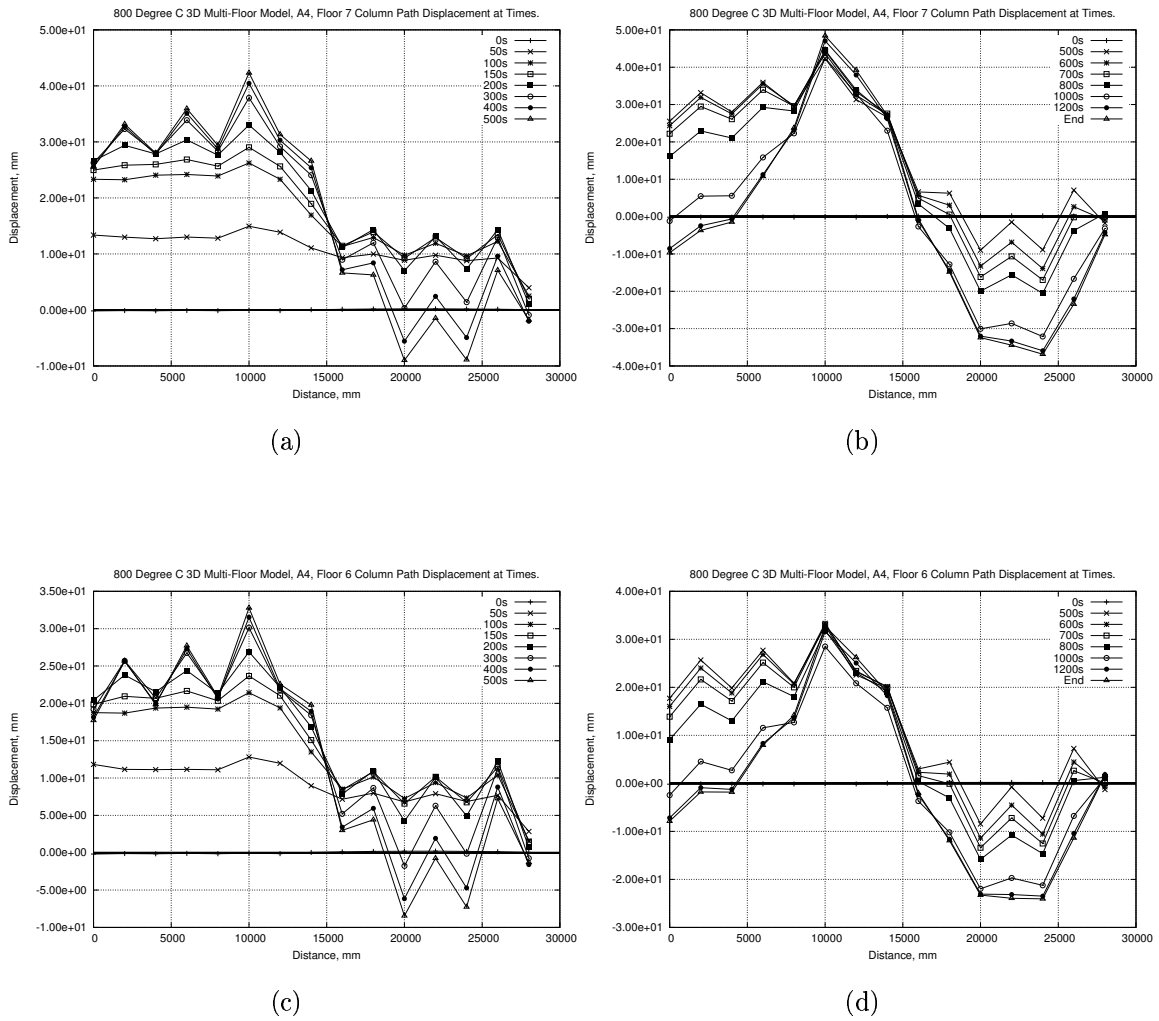 800 Degree C 3D Multi-Floor Model, A4, Floor 7 Column Path Displacement at Times.
5.00e+01
4.00e+01
3.00e+01
2.00e+01
1.00e+01
0.00e+00
-1.00e+01
Displacement, mm
0s
50s
100s
150s
200s
300s
400s
500s
0 5000 10000 15000 20000 25000 30000
Distance, mm
(a)
800 Degree C 3D Multi-Floor Model, A4, Floor 7 Column Path Displacement at Times.
5.00e+01
4.00e+01
3.00e+01
2.00e+01
1.00e+01
0.00e+00
-1.00e+01
-2.00e+01
-3.00e+01
-4.00e+01
Displacement, mm
0s
500s
600s
700s
800s
1000s
1200s
End
0 5000 10000 15000 20000 25000 30000
Distance, mm
(b)
800 Degree C 3D Multi-Floor Model, A4, Floor 6 Column Path Displacement at Times.
3.50e+01
3.00e+01
2.50e+01
2.00e+01
1.50e+01
1.00e+01
5.00e+00
0.00e+00
-5.00e+00
-1.00e+01
Displacement, mm
0s
50s
100s
150s
200s
300s
400s
500s
0 5000 10000 15000 20000 25000 30000
Distance, mm
(c)
800 Degree C 3D Multi-Floor Model, A4, Floor 6 Column Path Displacement at Times.
4.00e+01
3.00e+01
2.00e+01
1.00e+01
0.00e+00
-1.00e+01
-2.00e+01
-3.00e+01
Displacement, mm
0s
500s
600s
700s
800s
1000s
1200s
End
0 5000 10000 15000 20000 25000 30000
Distance, mm
(d)